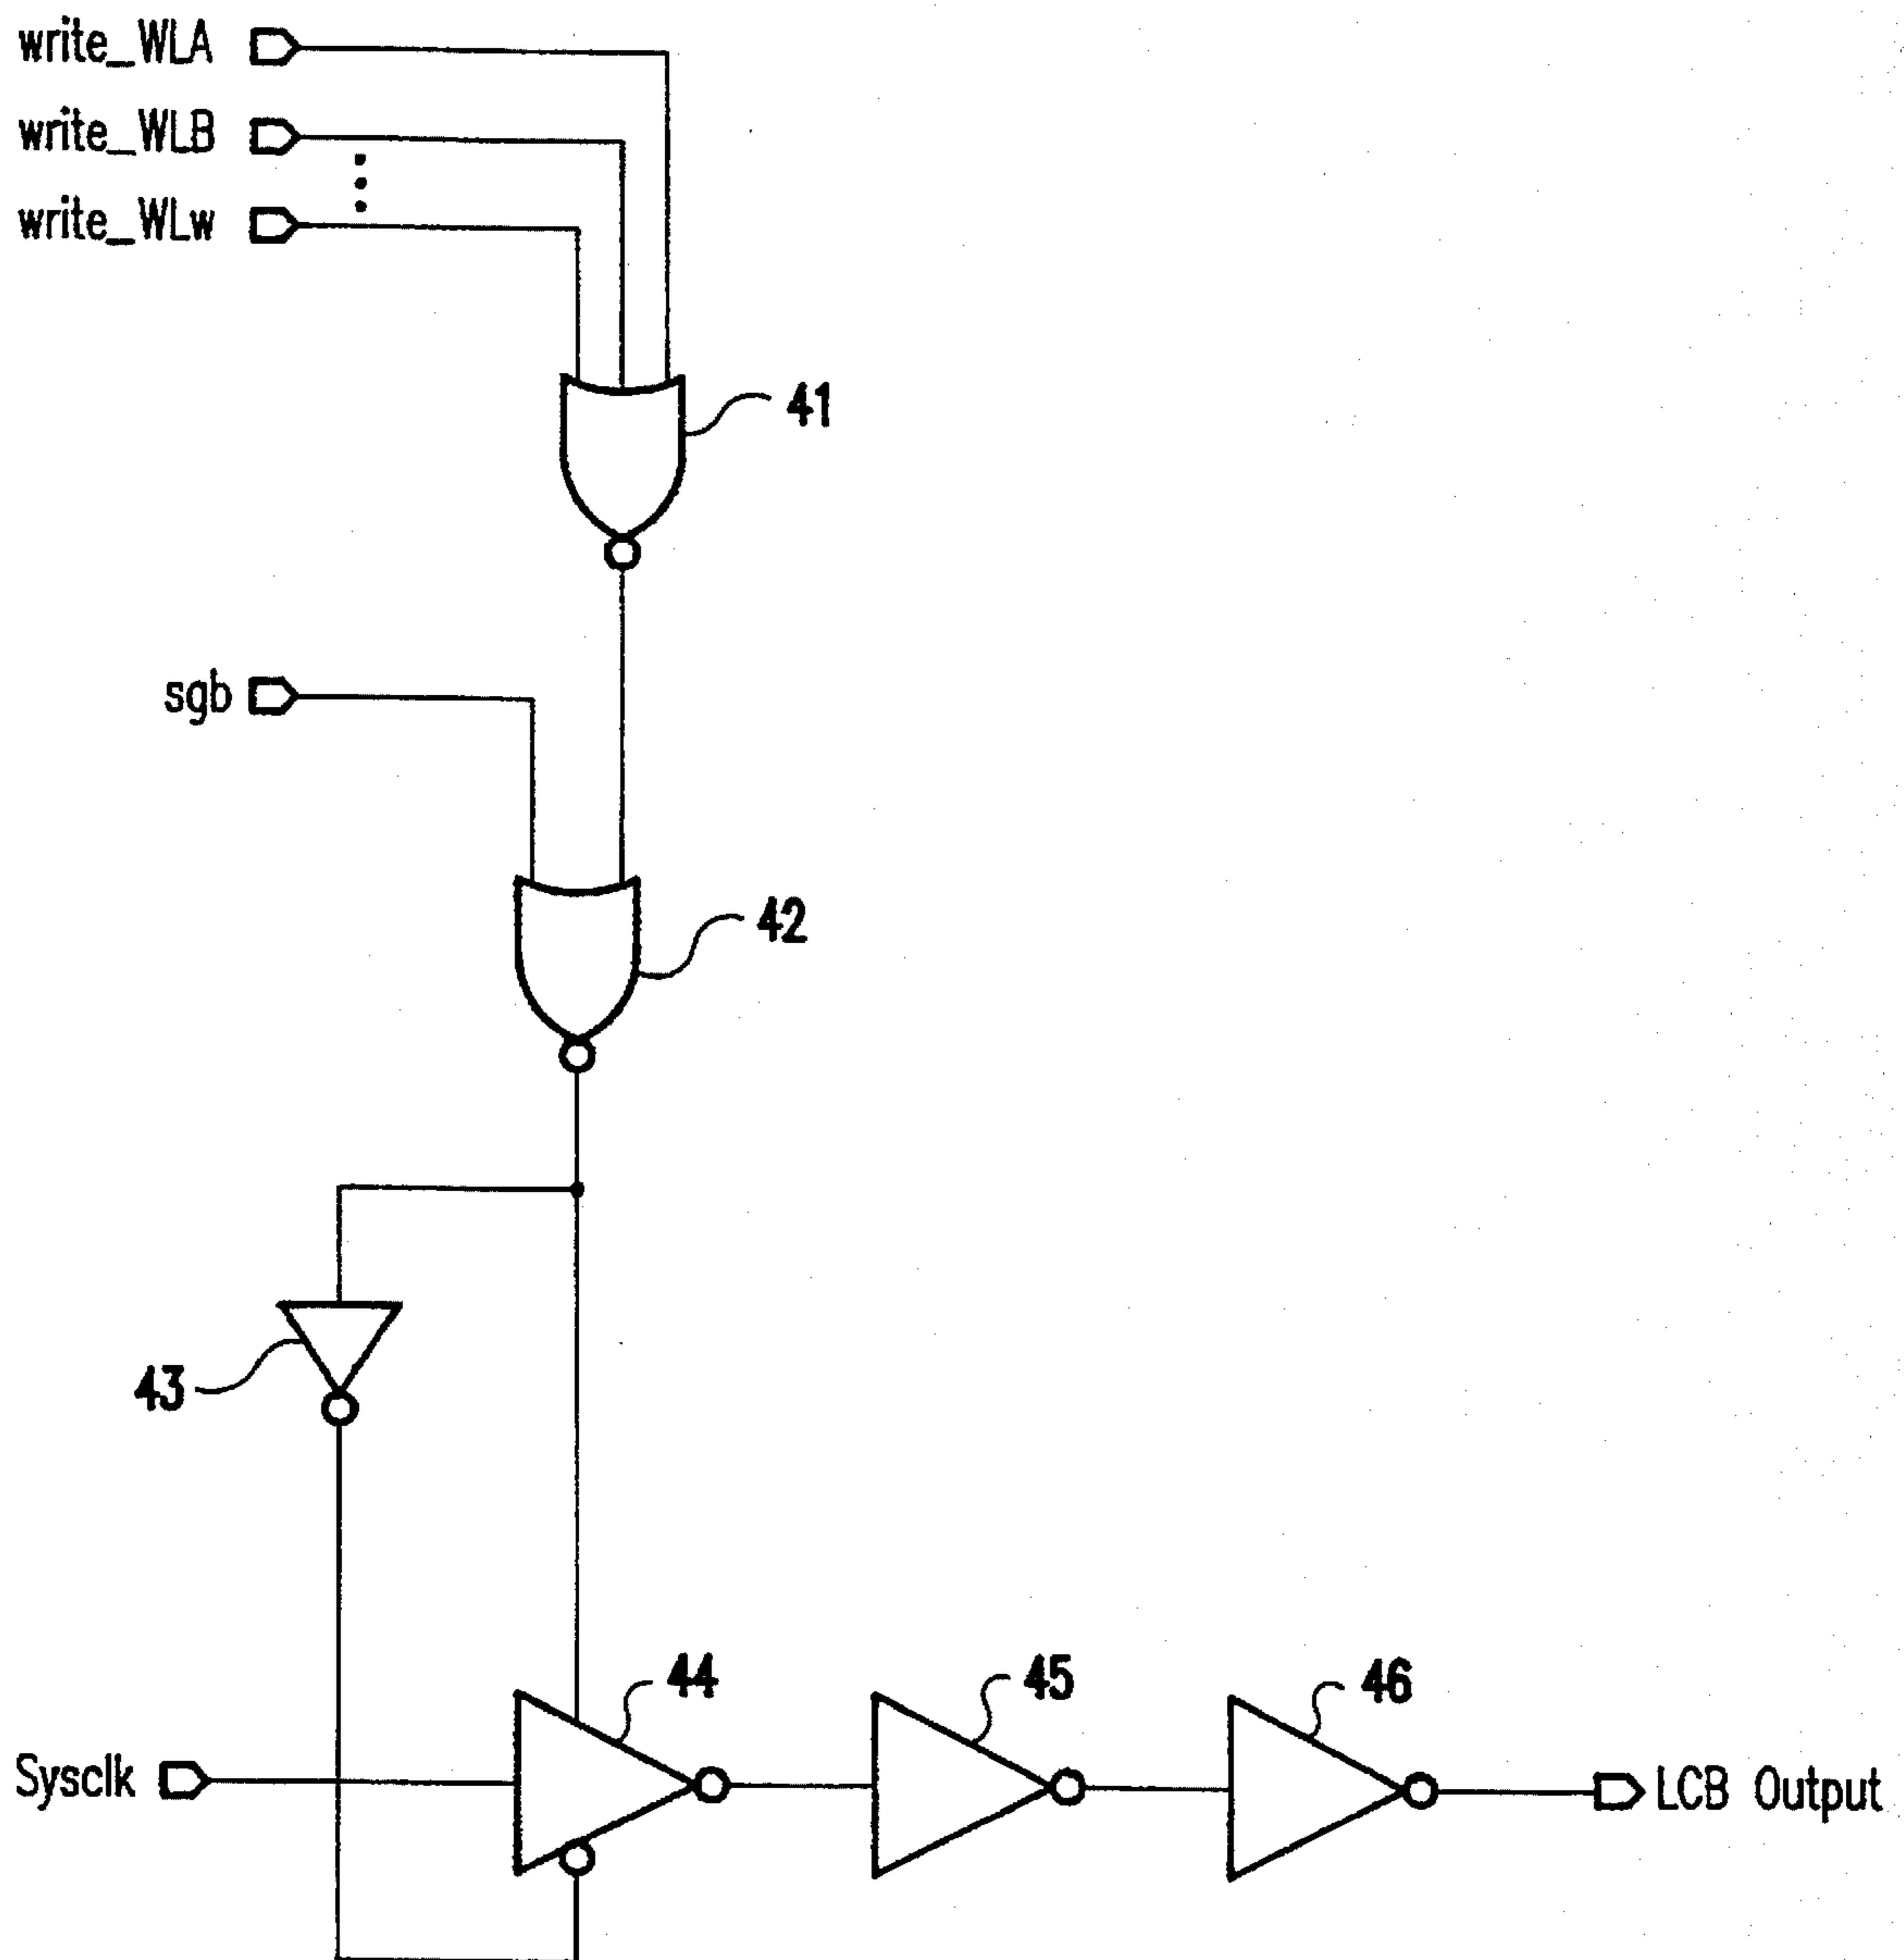 write_WLA
write_WLB
write_WLw
41
sgb
42
43
44
45
46
Sysclk
LCB Output